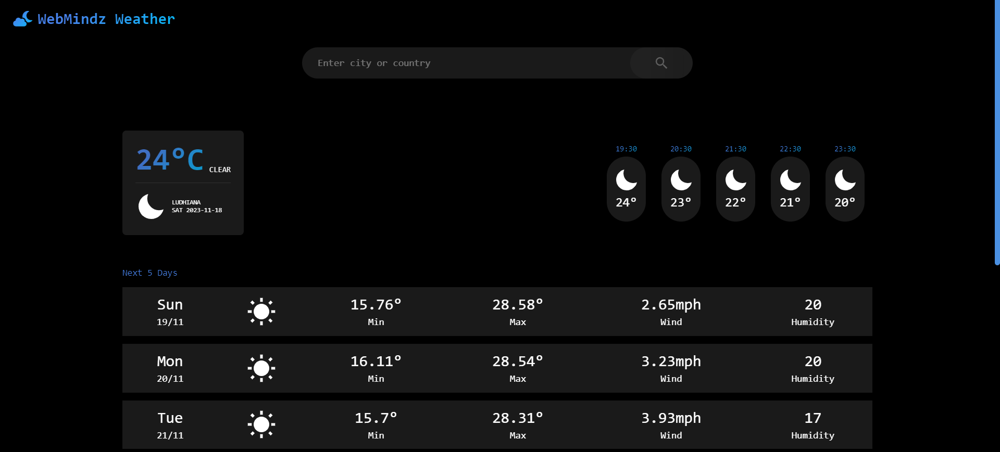 WebMindz Weather
Enter city or country
24°C CLEAR
LUDHIANA
SAT 2023-11-18
19:30 20:30 21:30 22:30 23:30
24° 23° 22° 21° 20°
Next 5 Days
Sun 15.76° 28.58° 2.65mph 20
19/11 Min Max Wind Humidity
Mon 16.11° 28.54° 3.23mph 20
20/11 Min Max Wind Humidity
Tue 15.7° 28.31° 3.93mph 17
21/11 Min Max Wind Humidity